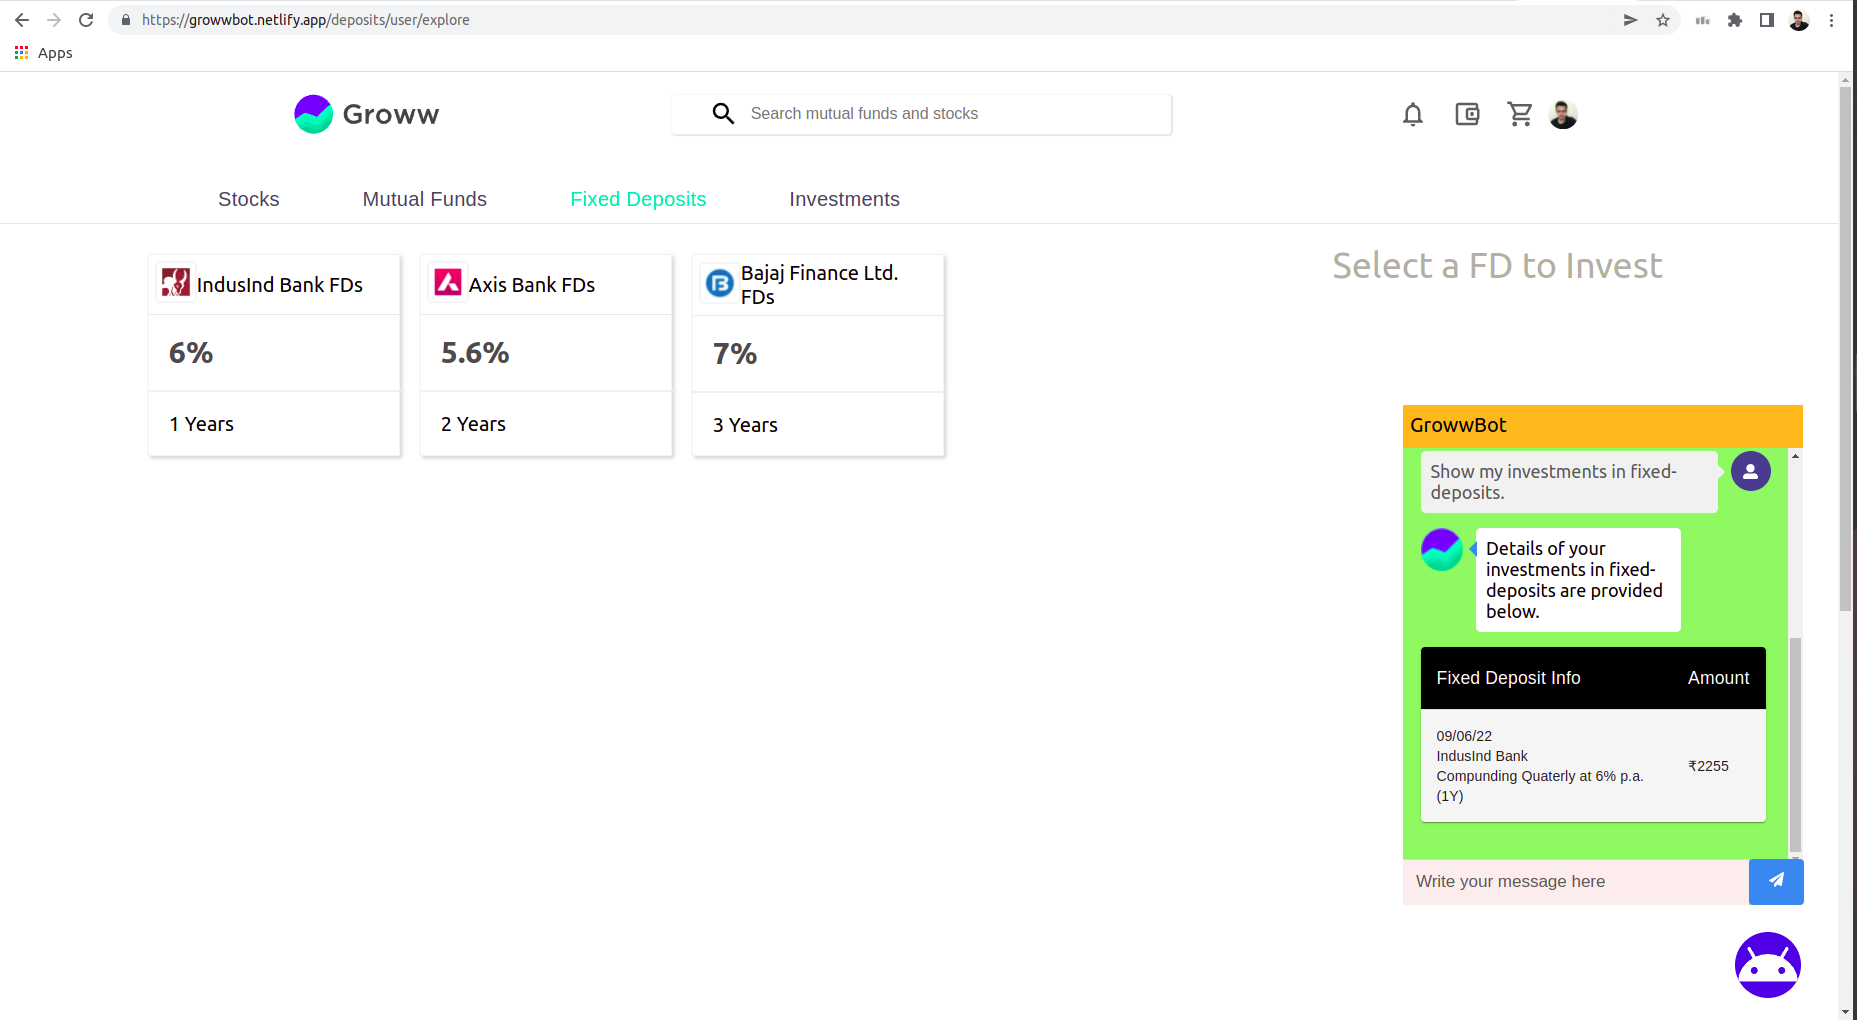 https://growwbot.netlify.app/deposits/user/explore
Apps
Groww
Search mutual funds and stocks
Stocks
Mutual Funds
Fixed Deposits
Investments
IndusInd Bank FDs
6%
1 Years
Axis Bank FDs
5.6%
2 Years
Bajaj Finance Ltd.
FDs
7%
3 Years
Select a FD to Invest
GrowwBot
Show my investments in fixed-
deposits.
Details of your
investments in fixed-
deposits are provided
below.
Fixed Deposit Info
Amount
09/06/22
IndusInd Bank
Compunding Quaterly at 6% p.a.
(1Y)
₹2255
Write your message here